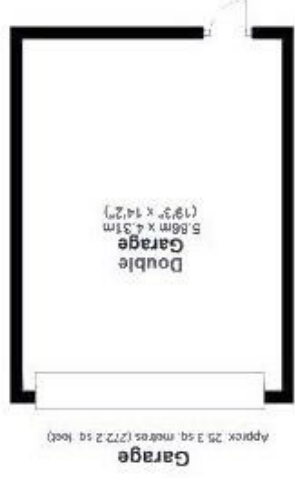 Garage
Approx. 25.3 sq. metres (272.2 sq. feet)
Double
Garage
5.86m x 4.31m
(19'3" x 14'2")